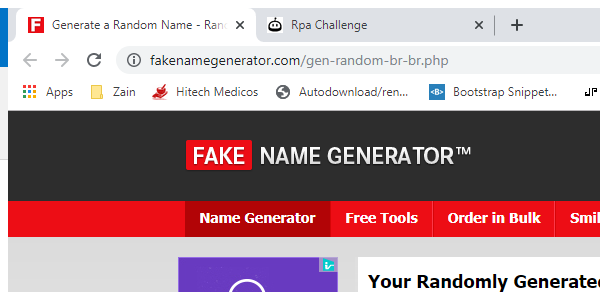 Generate a Random Name - Ran
Rpa Challenge
fakenamegenerator.com/gen-random-br-br.php
Apps Zain Hitech Medicos Autodownload/ren... Bootstrap Snippet...
FAKE NAME GENERATOR™
Name Generator Free Tools Order in Bulk Smil
Your Randomly Generated